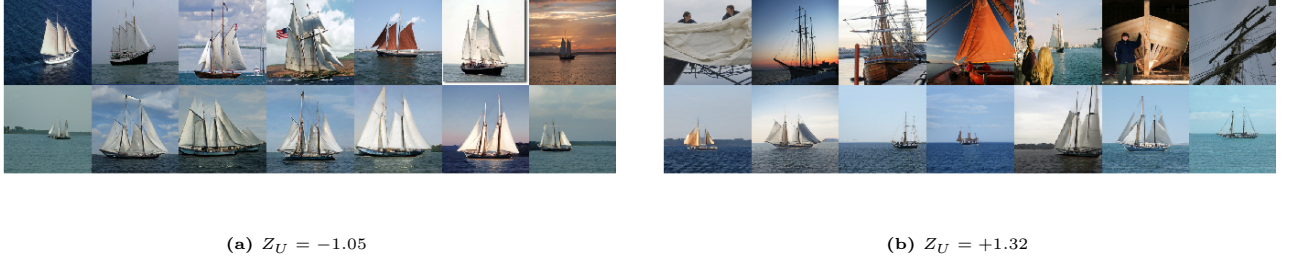 (a) Z_U = −1.05
(b) Z_U = +1.32